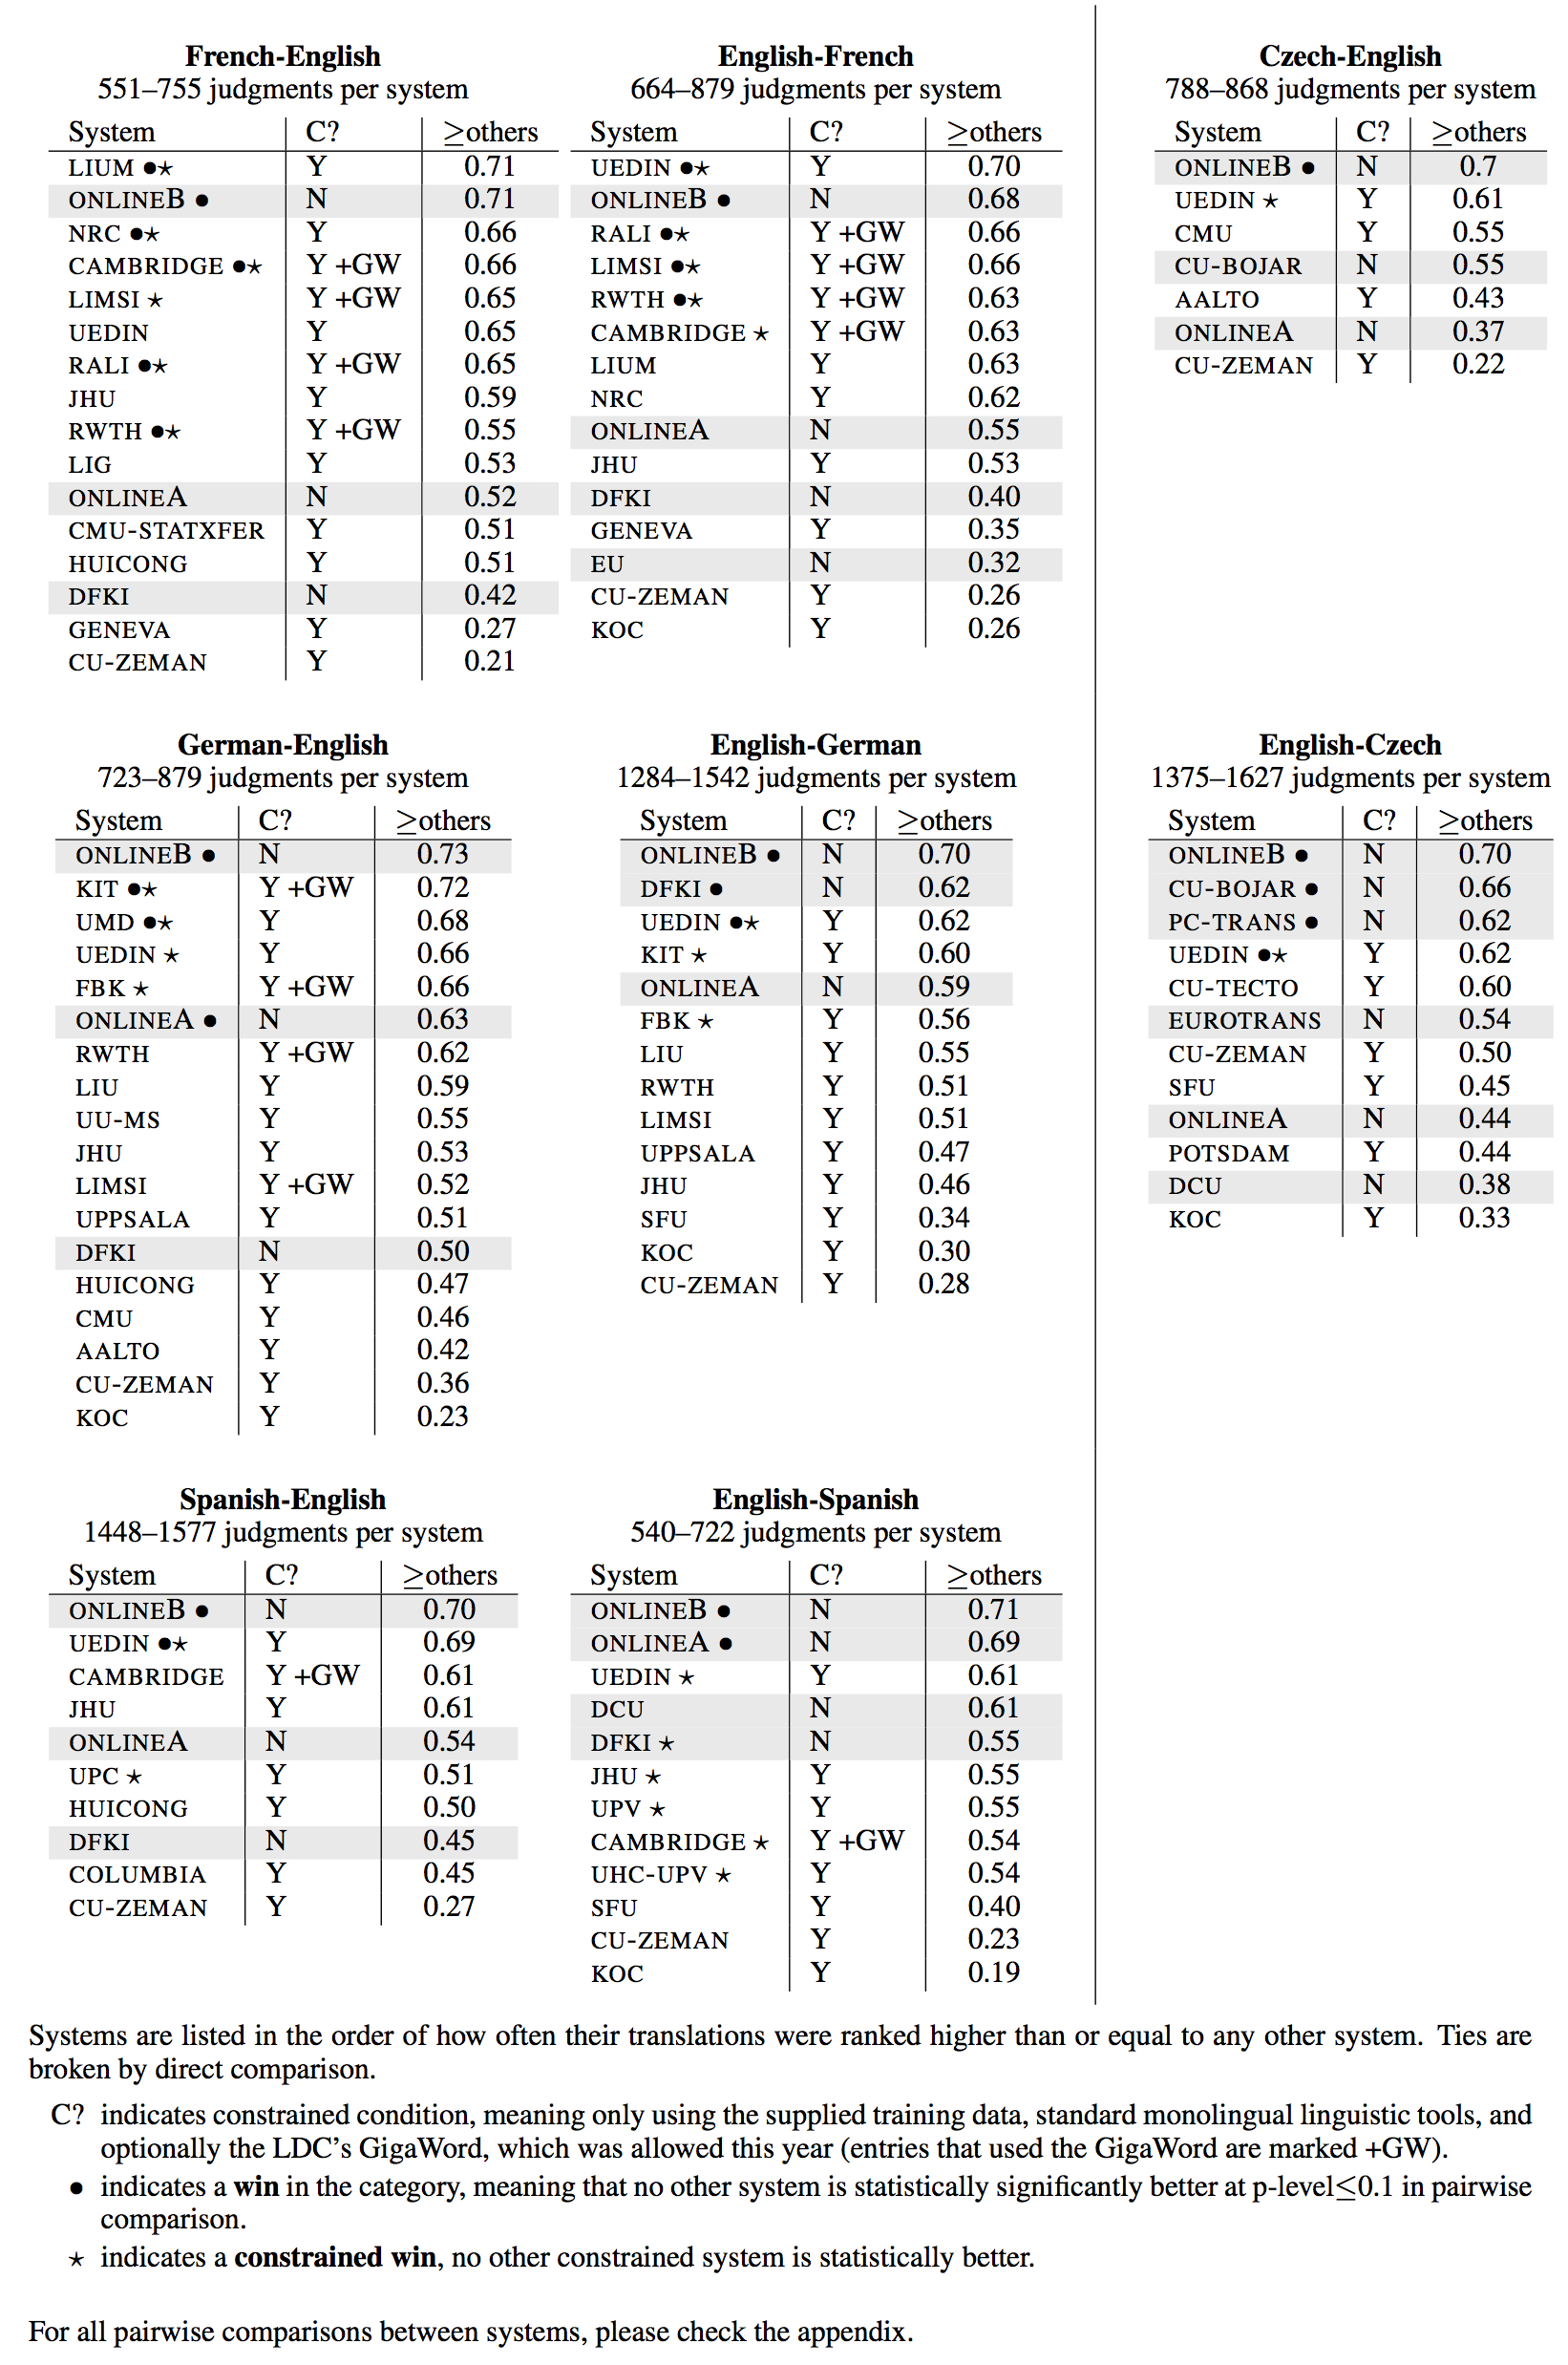 French-English
551–755 judgments per system
System C? ≥others
LIUM ●⋆ Y 0.71
ONLINEB ● N 0.71
NRC ●⋆ Y 0.66
CAMBRIDGE ●⋆ Y +GW 0.66
LIMSI ⋆ Y +GW 0.65
UEDIN Y 0.65
RALI ●⋆ Y +GW 0.65
JHU Y 0.59
RWTH ●⋆ Y +GW 0.55
LIG Y 0.53
ONLINEA N 0.52
CMU-STATXFER Y 0.51
HUICONG Y 0.51
DFKI N 0.42
GENEVA Y 0.27
CU-ZEMAN Y 0.21
English-French
664–879 judgments per system
System C? ≥others
UEDIN ●⋆ Y 0.70
ONLINEB ● N 0.68
RALI ●⋆ Y +GW 0.66
LIMSI ●⋆ Y +GW 0.66
RWTH ●⋆ Y +GW 0.63
CAMBRIDGE ⋆ Y +GW 0.63
LIUM Y 0.63
NRC Y 0.62
ONLINEA N 0.55
JHU Y 0.53
DFKI N 0.40
GENEVA Y 0.35
EU N 0.32
CU-ZEMAN Y 0.26
KOC Y 0.26
Czech-English
788–868 judgments per system
System C? ≥others
ONLINEB ● N 0.7
UEDIN ⋆ Y 0.61
CMU Y 0.55
CU-BOJAR N 0.55
AALTO Y 0.43
ONLINEA N 0.37
CU-ZEMAN Y 0.22
German-English
723–879 judgments per system
System C? ≥others
ONLINEB ● N 0.73
KIT ●⋆ Y +GW 0.72
UMD ●⋆ Y 0.68
UEDIN ⋆ Y 0.66
FBK ⋆ Y +GW 0.66
ONLINEA ● N 0.63
RWTH Y +GW 0.62
LIU Y 0.59
UU-MS Y 0.55
JHU Y 0.53
LIMSI Y +GW 0.52
UPPSALA Y 0.51
DFKI N 0.50
HUICONG Y 0.47
CMU Y 0.46
AALTO Y 0.42
CU-ZEMAN Y 0.36
KOC Y 0.23
English-German
1284–1542 judgments per system
System C? ≥others
ONLINEB ● N 0.70
DFKI ● N 0.62
UEDIN ●⋆ Y 0.62
KIT ⋆ Y 0.60
ONLINEA N 0.59
FBK ⋆ Y 0.56
LIU Y 0.55
RWTH Y 0.51
LIMSI Y 0.51
UPPSALA Y 0.47
JHU Y 0.46
SFU Y 0.34
KOC Y 0.30
CU-ZEMAN Y 0.28
English-Czech
1375–1627 judgments per system
System C? ≥others
ONLINEB ● N 0.70
CU-BOJAR ● N 0.66
PC-TRANS ● N 0.62
UEDIN ●⋆ Y 0.62
CU-TECTO Y 0.60
EUROTRANS N 0.54
CU-ZEMAN Y 0.50
SFU Y 0.45
ONLINEA N 0.44
POTSDAM Y 0.44
DCU N 0.38
KOC Y 0.33
Spanish-English
1448–1577 judgments per system
System C? ≥others
ONLINEB ● N 0.70
UEDIN ●⋆ Y 0.69
CAMBRIDGE Y +GW 0.61
JHU Y 0.61
ONLINEA N 0.54
UPC ⋆ Y 0.51
HUICONG Y 0.50
DFKI N 0.45
COLUMBIA Y 0.45
CU-ZEMAN Y 0.27
English-Spanish
540–722 judgments per system
System C? ≥others
ONLINEB ● N 0.71
ONLINEA ● N 0.69
UEDIN ⋆ Y 0.61
DCU N 0.61
DFKI ⋆ N 0.55
JHU ⋆ Y 0.55
UPV ⋆ Y 0.55
CAMBRIDGE ⋆ Y +GW 0.54
UHC-UPV ⋆ Y 0.54
SFU Y 0.40
CU-ZEMAN Y 0.23
KOC Y 0.19
Systems are listed in the order of how often their translations were ranked higher than or equal to any other system. Ties are
broken by direct comparison.
C? indicates constrained condition, meaning only using the supplied training data, standard monolingual linguistic tools, and
optionally the LDC's GigaWord, which was allowed this year (entries that used the GigaWord are marked +GW).
● indicates a win in the category, meaning that no other system is statistically significantly better at p-level≤0.1 in pairwise
comparison.
⋆ indicates a constrained win, no other constrained system is statistically better.
For all pairwise comparisons between systems, please check the appendix.